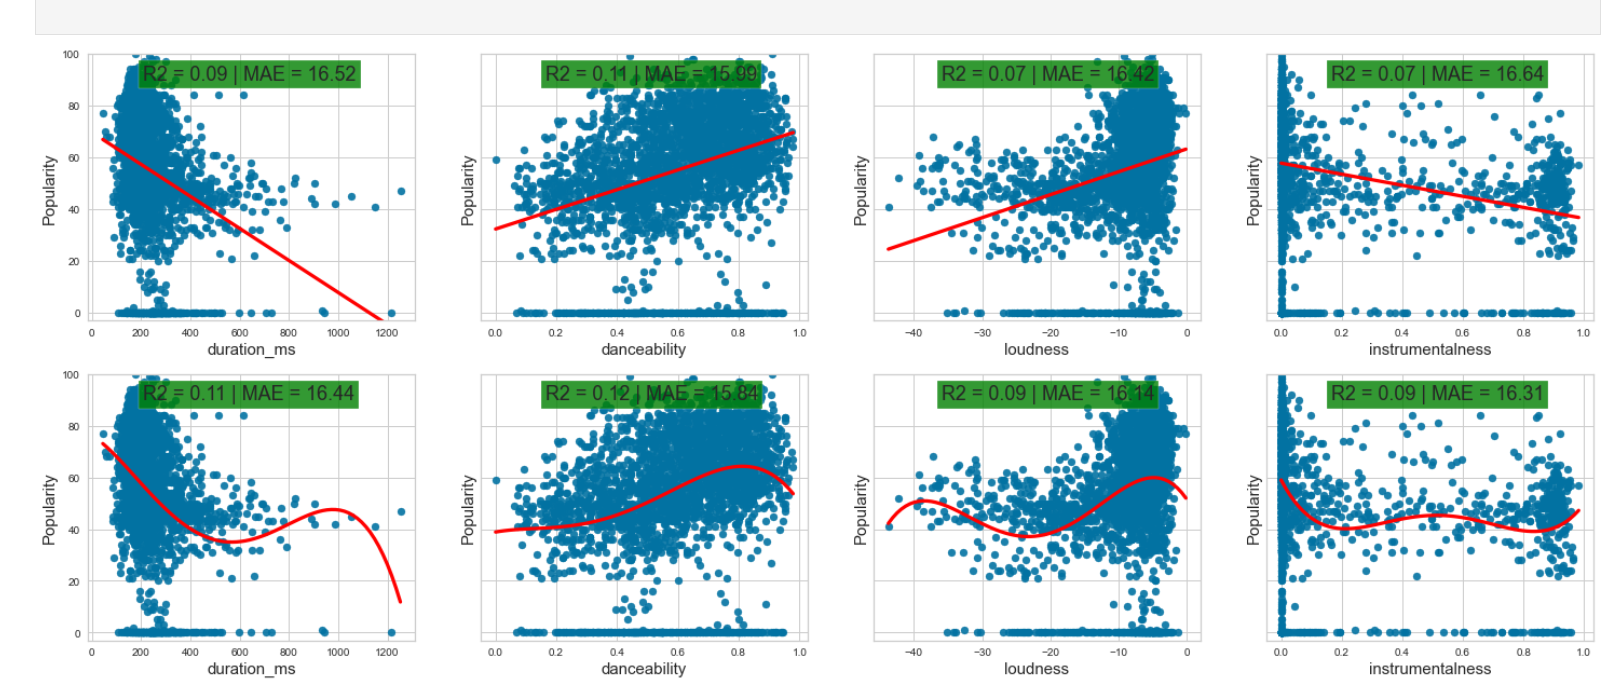 R2 = 0.09 | MAE = 16.52
R2 = 0.11 | MAE = 15.99
R2 = 0.07 | MAE = 16.42
R2 = 0.07 | MAE = 16.64
Popularity
100
80
60
40
20
0
0 200 400 600 800 1000 1200
duration_ms
Popularity
0.0 0.2 0.4 0.6 0.8 1.0
danceability
Popularity
−40 −30 −20 −10 0
loudness
Popularity
0.0 0.2 0.4 0.6 0.8 1.0
instrumentalness
R2 = 0.11 | MAE = 16.44
R2 = 0.12 | MAE = 15.84
R2 = 0.09 | MAE = 16.14
R2 = 0.09 | MAE = 16.31
Popularity
100
80
60
40
20
0
0 200 400 600 800 1000 1200
duration_ms
Popularity
0.0 0.2 0.4 0.6 0.8 1.0
danceability
Popularity
−40 −30 −20 −10 0
loudness
Popularity
0.0 0.2 0.4 0.6 0.8 1.0
instrumentalness